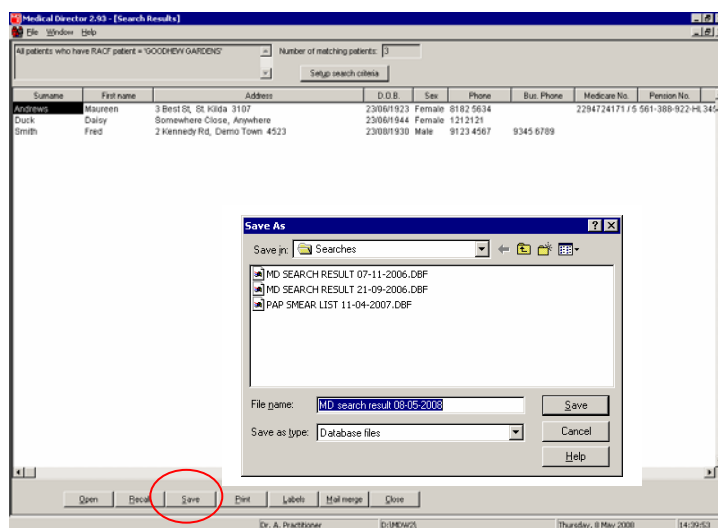 Medical Director 2.93 - [Search Results]
File Window Help
All patients who have RACF patient = 'GOODHEW GARDENS'
Number of matching patients: 3
Setup search criteria
Surname First name Address D.O.B. Sex Phone Bus. Phone Medicare No. Pension No.
Andrews Maureen 3 Best St, St. Kilda 3107 23/06/1923 Female 8182 5634 2294724171 / 5 561-388-922-HL 345
Duck Daisy Somewhere Close, Anywhere 23/06/1944 Female 1212121
Smith Fred 2 Kennedy Rd, Demo Town 4523 23/08/1930 Male 9123 4567 9345 6789
Save As
Save in: Searches
MD SEARCH RESULT 07-11-2006.DBF
MD SEARCH RESULT 21-09-2006.DBF
PAP SMEAR LIST 11-04-2007.DBF
File name: MD search result 08-05-2008 Save
Save as type: Database files Cancel
Help
Open Recall Save Print Labels Mail merge Close
Dr. A. Practitioner D:\MDW2\ Thursday, 8 May 2008 14:39:53